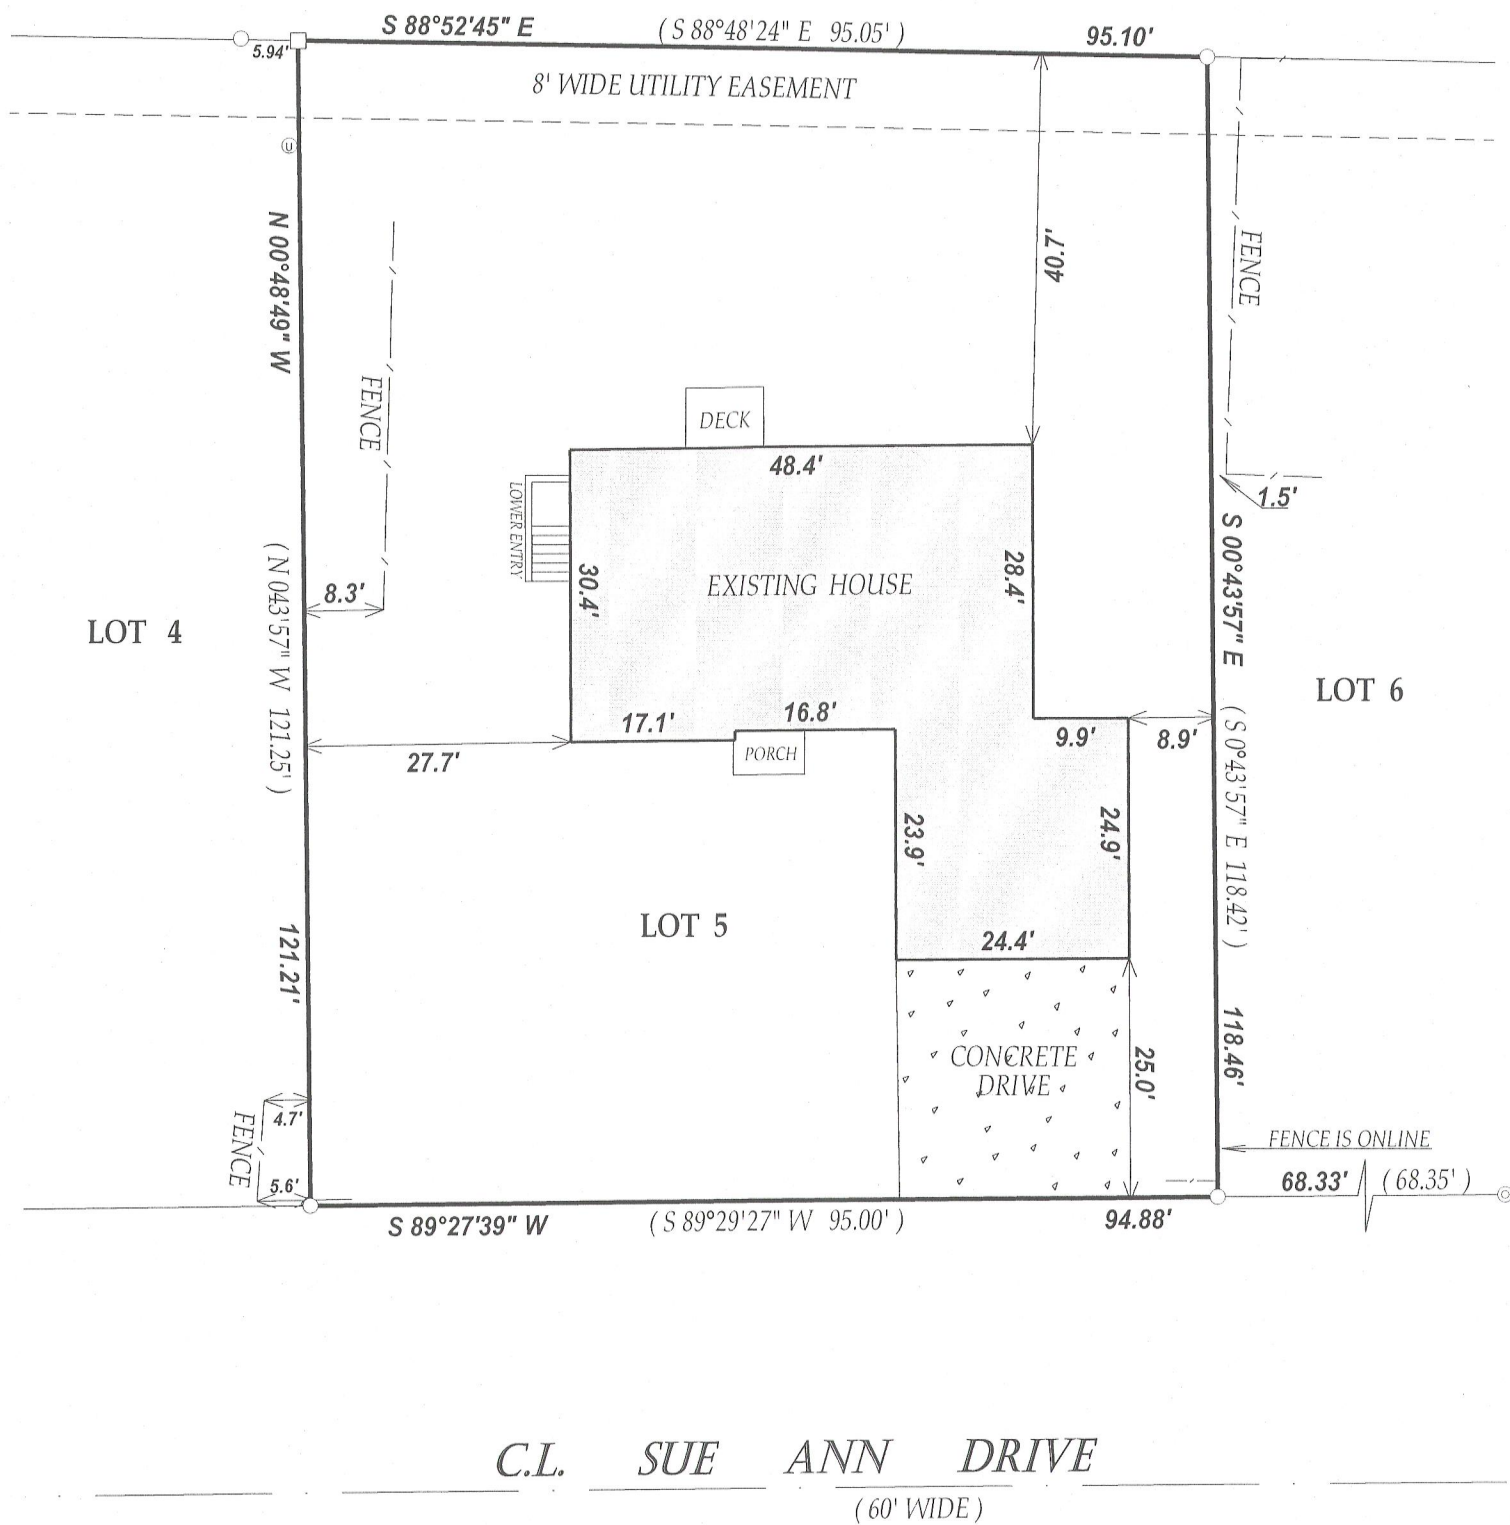 S 88°52'45" E ( S 88°48'24" E 95.05' ) 95.10'
5.94'
8' WIDE UTILITY EASEMENT
U
N 00°48'49" W
( N 043'57" W 121.25' )
121.21'
FENCE
8.3'
40.7'
FENCE
1.5'
S 00°43'57" E
( S 0°43'57" E 118.42' )
118.46'
DECK
48.4'
LOWER ENTRY
30.4'
EXISTING HOUSE
28.4'
LOT 4
LOT 6
17.1'
16.8'
PORCH
9.9'
8.9'
27.7'
23.9'
24.9'
LOT 5
24.4'
CONCRETE
DRIVE
25.0'
4.7'
FENCE
5.6'
FENCE IS ONLINE
68.33' ( 68.35' )
S 89°27'39" W ( S 89°29'27" W 95.00' ) 94.88'
C.L. SUE ANN DRIVE
( 60' WIDE )